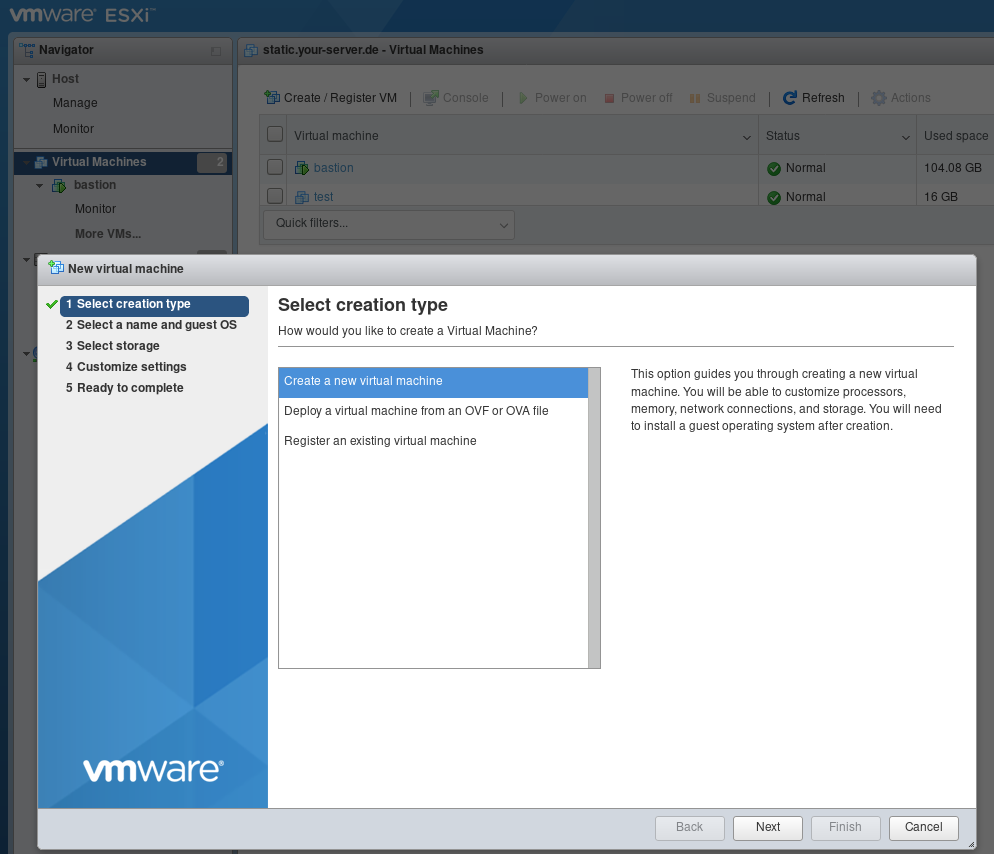 vmware ESXi™
Navigator
Host
Manage
Monitor
Virtual Machines 2
bastion
Monitor
More VMs...
static.your-server.de - Virtual Machines
Create / Register VM Console Power on Power off Suspend Refresh Actions
Virtual machine Status Used space
bastion Normal 104.08 GB
test Normal 16 GB
Quick filters...
New virtual machine
1 Select creation type
2 Select a name and guest OS
3 Select storage
4 Customize settings
5 Ready to complete
vmware®
Select creation type
How would you like to create a Virtual Machine?
Create a new virtual machine
Deploy a virtual machine from an OVF or OVA file
Register an existing virtual machine
This option guides you through creating a new virtual
machine. You will be able to customize processors,
memory, network connections, and storage. You will need
to install a guest operating system after creation.
Back Next Finish Cancel